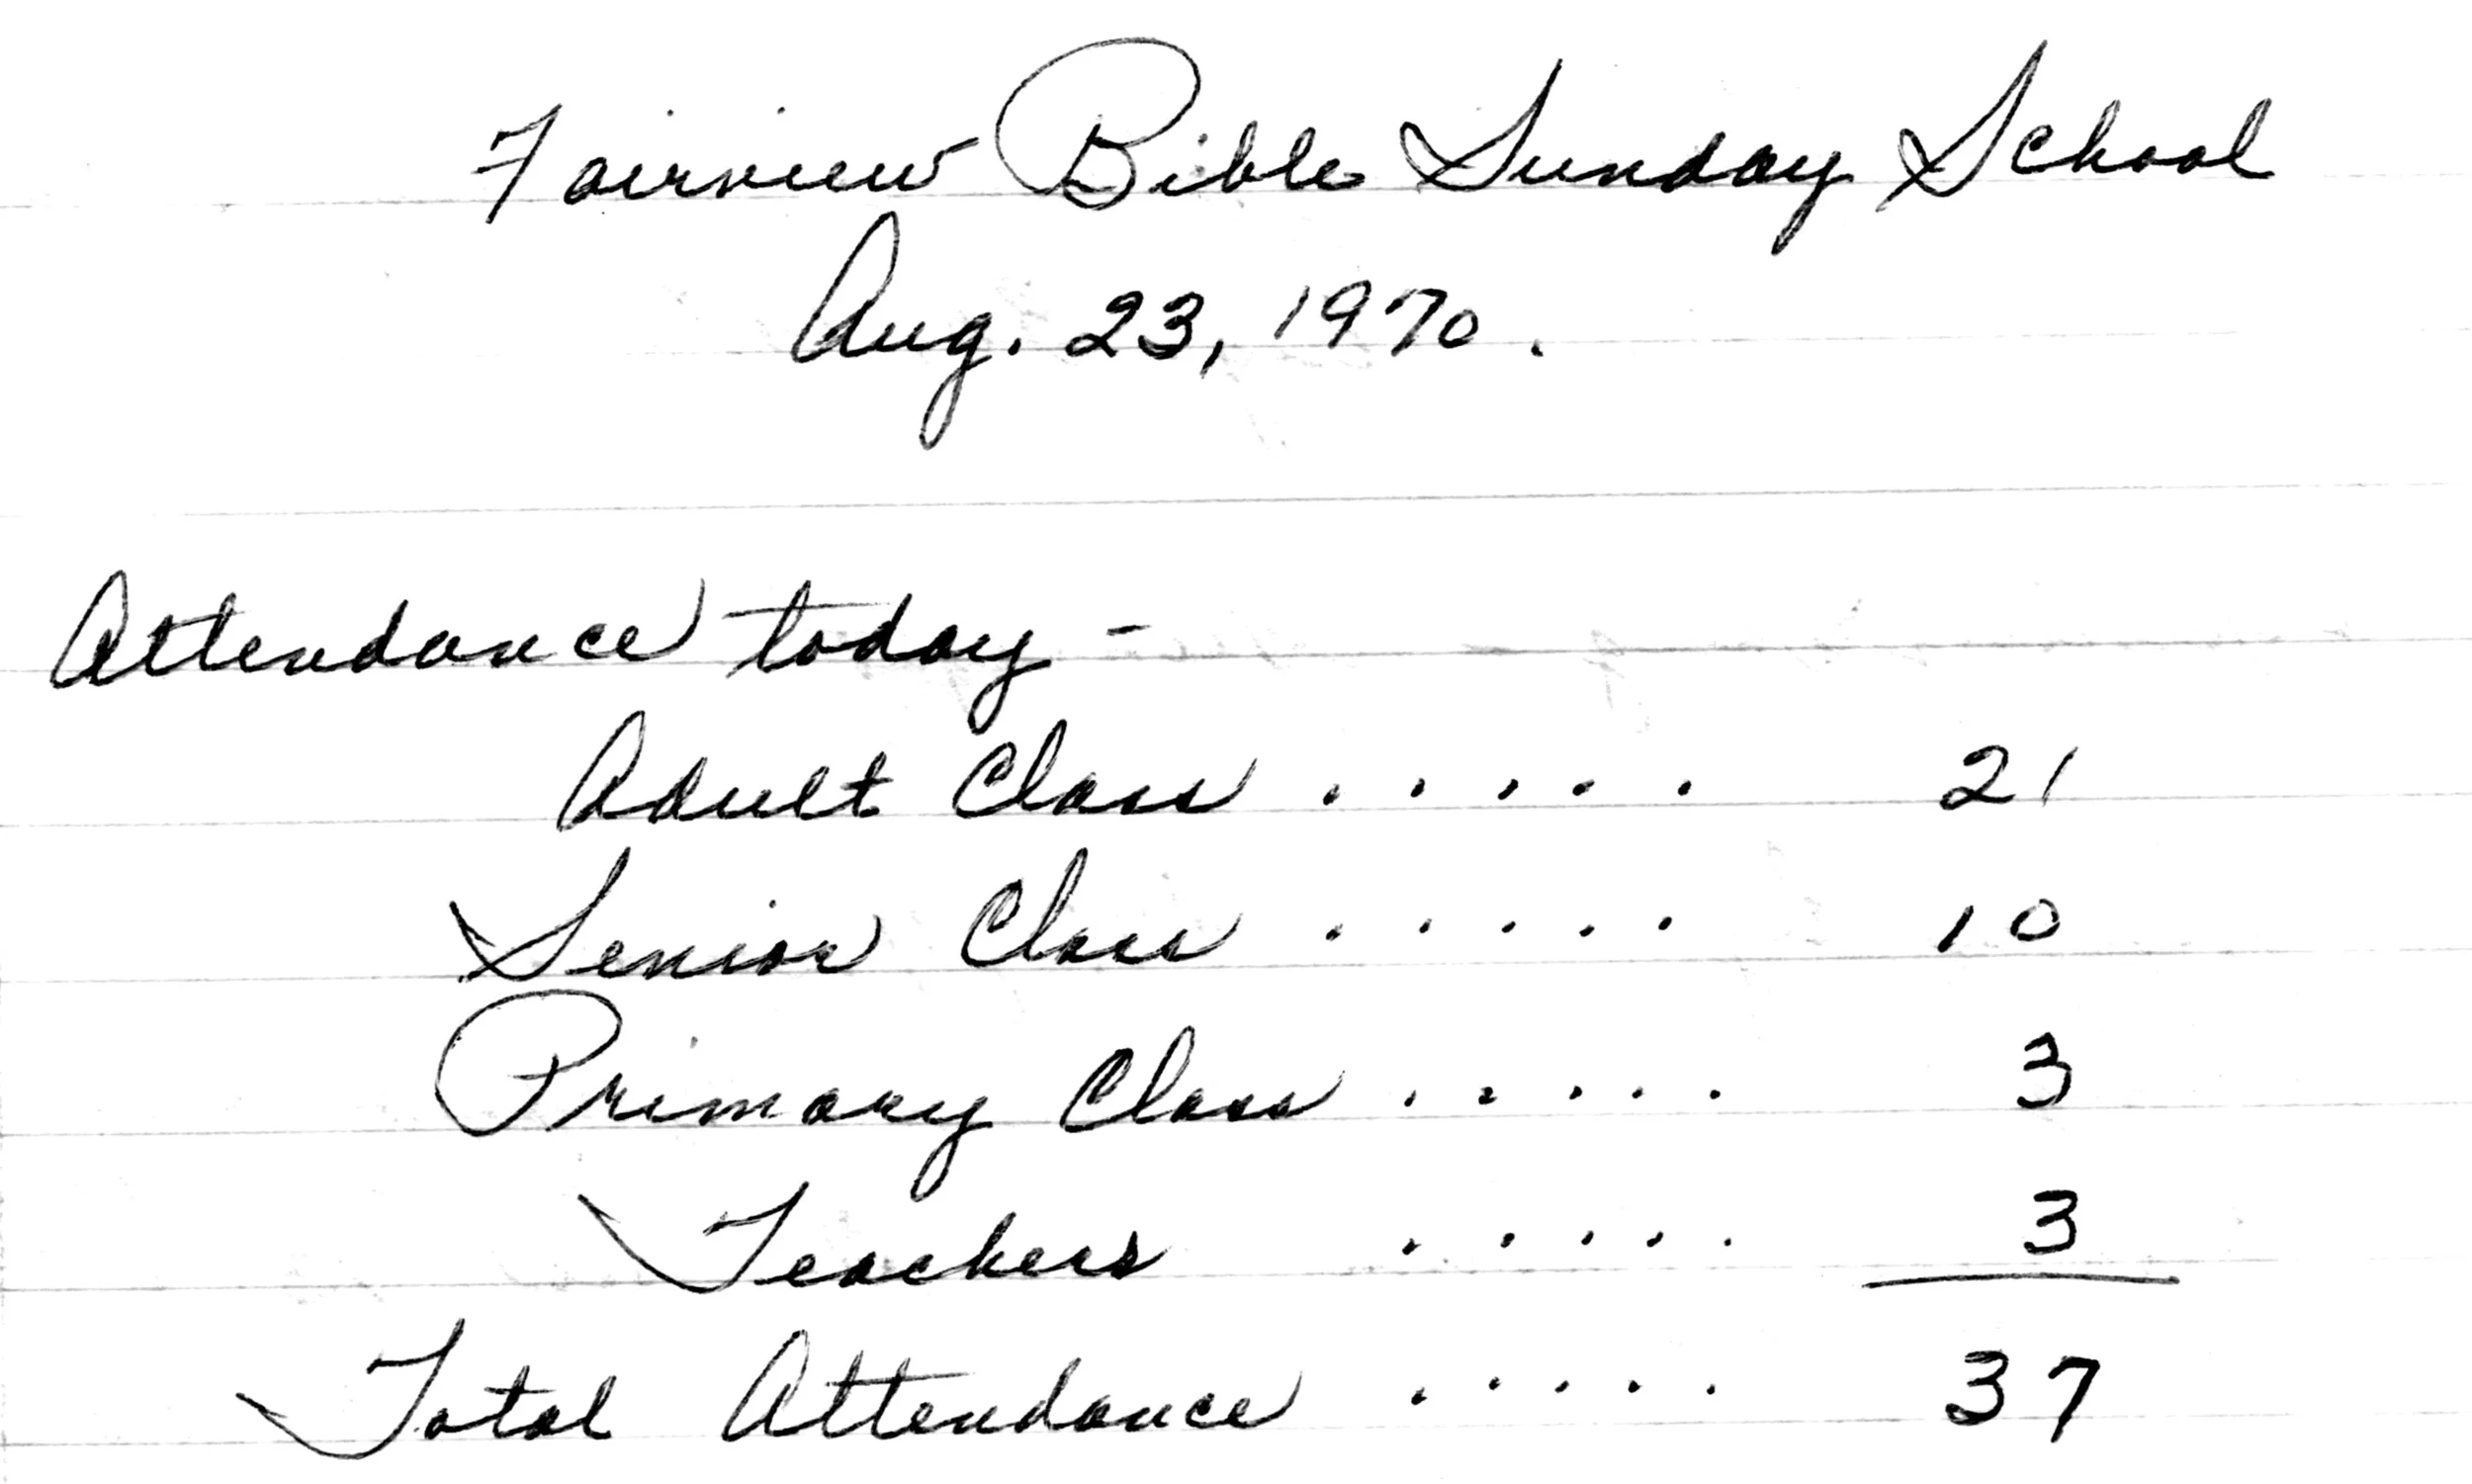 Fairview Bible Sunday School
Aug. 23, 1970.
Attendance today -
Adult Class ..... 21
Senior Class ..... 10
Primary Class ..... 3
Teachers ..... 3
Total Attendance ..... 37